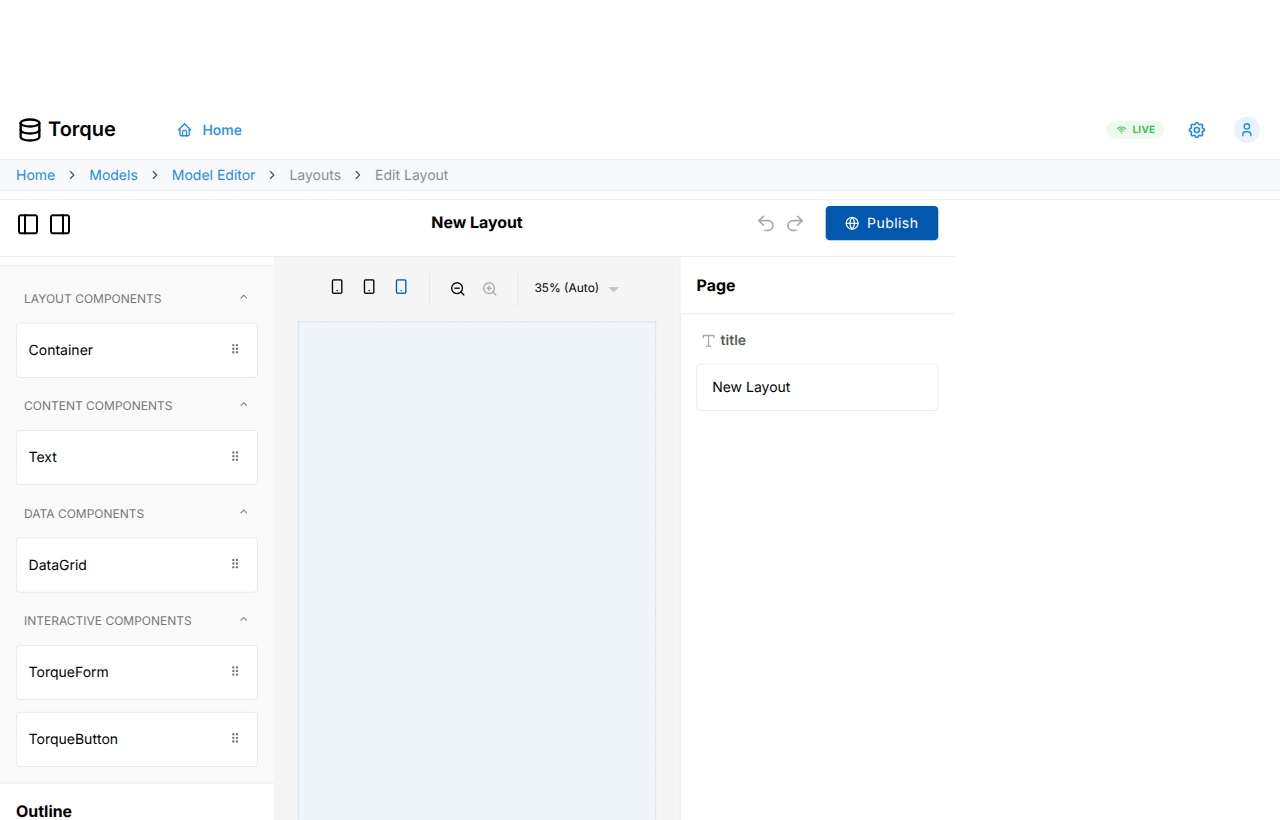 Torque
Home
LIVE
Home > Models > Model Editor > Layouts > Edit Layout
New Layout
Publish
LAYOUT COMPONENTS
Container
CONTENT COMPONENTS
Text
DATA COMPONENTS
DataGrid
INTERACTIVE COMPONENTS
TorqueForm
TorqueButton
Outline
35% (Auto)
Page
title
New Layout